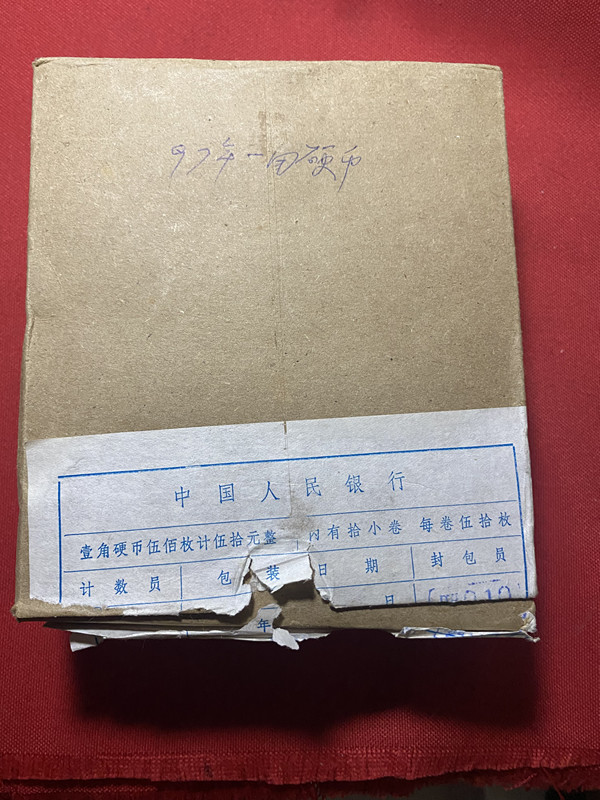 97年一角硬币
中国人民银行
壹角硬币伍佰枚计伍拾元整 内有拾小卷 每卷伍拾枚
计数员 包装日期 封包员
年 日